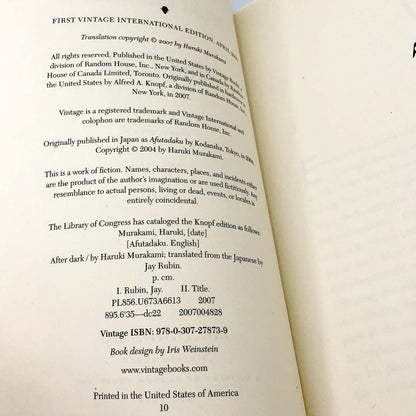 FIRST VINTAGE INTERNATIONAL EDITION, APRIL
Translation copyright © 2007 by Haruki Murakami
All rights reserved. Published in the United States by Vintage Books, a
division of Random House, Inc., New York, and in Canada by Random
House of Canada Limited, Toronto. Originally published in hardcover in
the United States by Alfred A. Knopf, a division of Random House, Inc.,
New York, in 2007.
Vintage is a registered trademark and Vintage International and
colophon are trademarks of Random House, Inc.
Originally published in Japan as Afutadaku by Kodansha, Tokyo, in 2004.
Copyright © 2004 by Haruki Murakami.
This is a work of fiction. Names, characters, places, and incidents either
are the product of the author's imagination or are used fictitiously. Any
resemblance to actual persons, living or dead, events, or locales is
entirely coincidental.
The Library of Congress has cataloged the Knopf edition as follows:
Murakami, Haruki, [date]
[Afutadaku. English]
After dark / by Haruki Murakami; translated from the Japanese by
Jay Rubin.
p. cm.
I. Rubin, Jay. II. Title.
PL856.U673A6613 2007
895.6'35—dc22 2007004828
Vintage ISBN: 978-0-307-27873-9
Book design by Iris Weinstein
www.vintagebooks.com
Printed in the United States of America
10